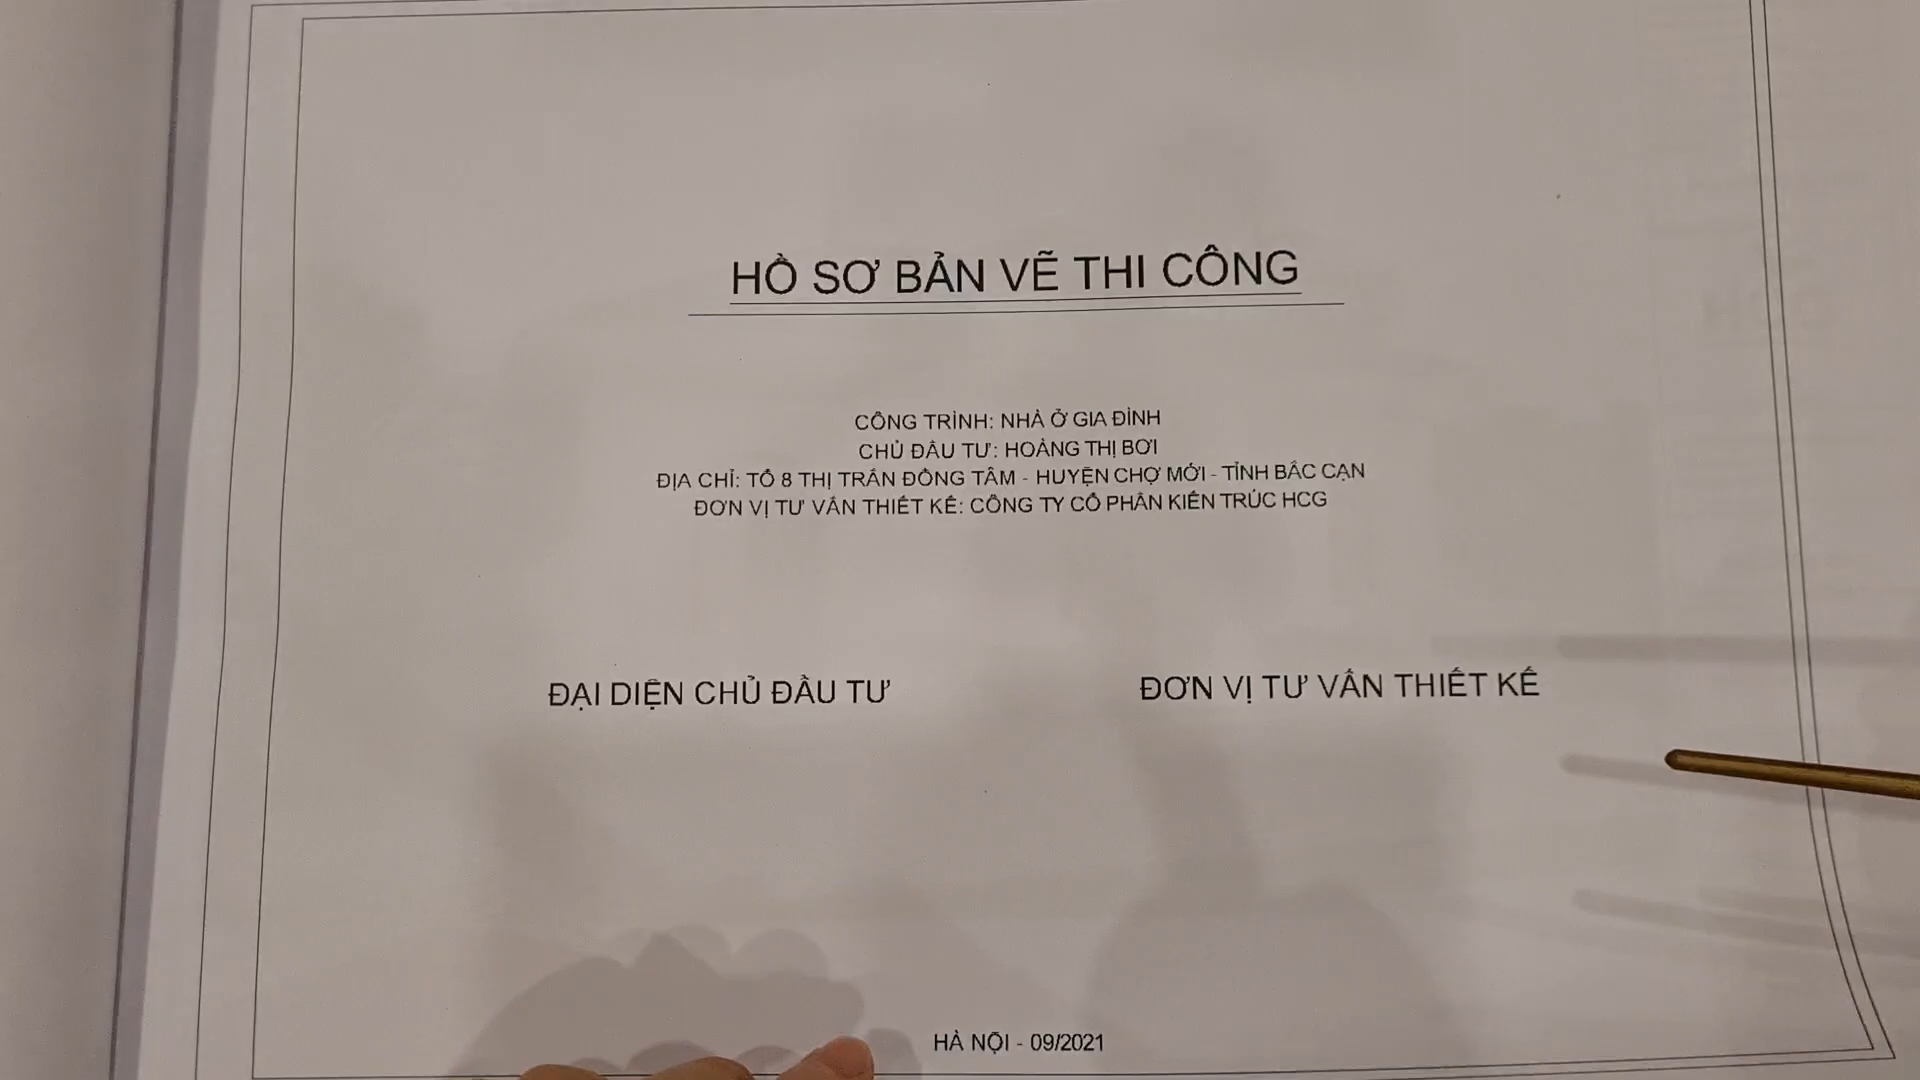 HỒ SƠ BẢN VẼ THI CÔNG
CÔNG TRÌNH: NHÀ Ở GIA ĐÌNH
CHỦ ĐẦU TƯ: HOÀNG THỊ BƠI
ĐỊA CHỈ: TỔ 8 THỊ TRẤN ĐỒNG TÂM - HUYỆN CHỢ MỚI - TỈNH BẮC CẠN
ĐƠN VỊ TƯ VẤN THIẾT KẾ: CÔNG TY CỔ PHẦN KIẾN TRÚC HCG
ĐẠI DIỆN CHỦ ĐẦU TƯ
ĐƠN VỊ TƯ VẤN THIẾT KẾ
HÀ NỘI - 09/2021